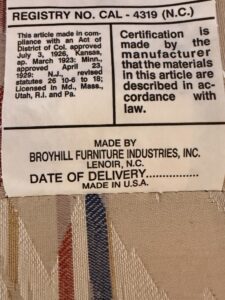 REGISTRY NO. CAL - 4319 (N.C.)
This article made in com-
pliance with an Act of
District of Col. approved
July 3, 1926, Kansas,
ap. March 1923; Minn.,
approved April 23,
1929; N.J., revised
statutes 26 10-6 to 18;
Licensed in Md., Mass.,
Utah, R.I. and Pa.
Certification is
made by the
manufacturer
that the materials
in this article are
described in ac-
cordance with
law.
MADE BY
BROYHILL FURNITURE INDUSTRIES, INC.
LENOIR, N.C.
DATE OF DELIVERY................
MADE IN U.S.A.